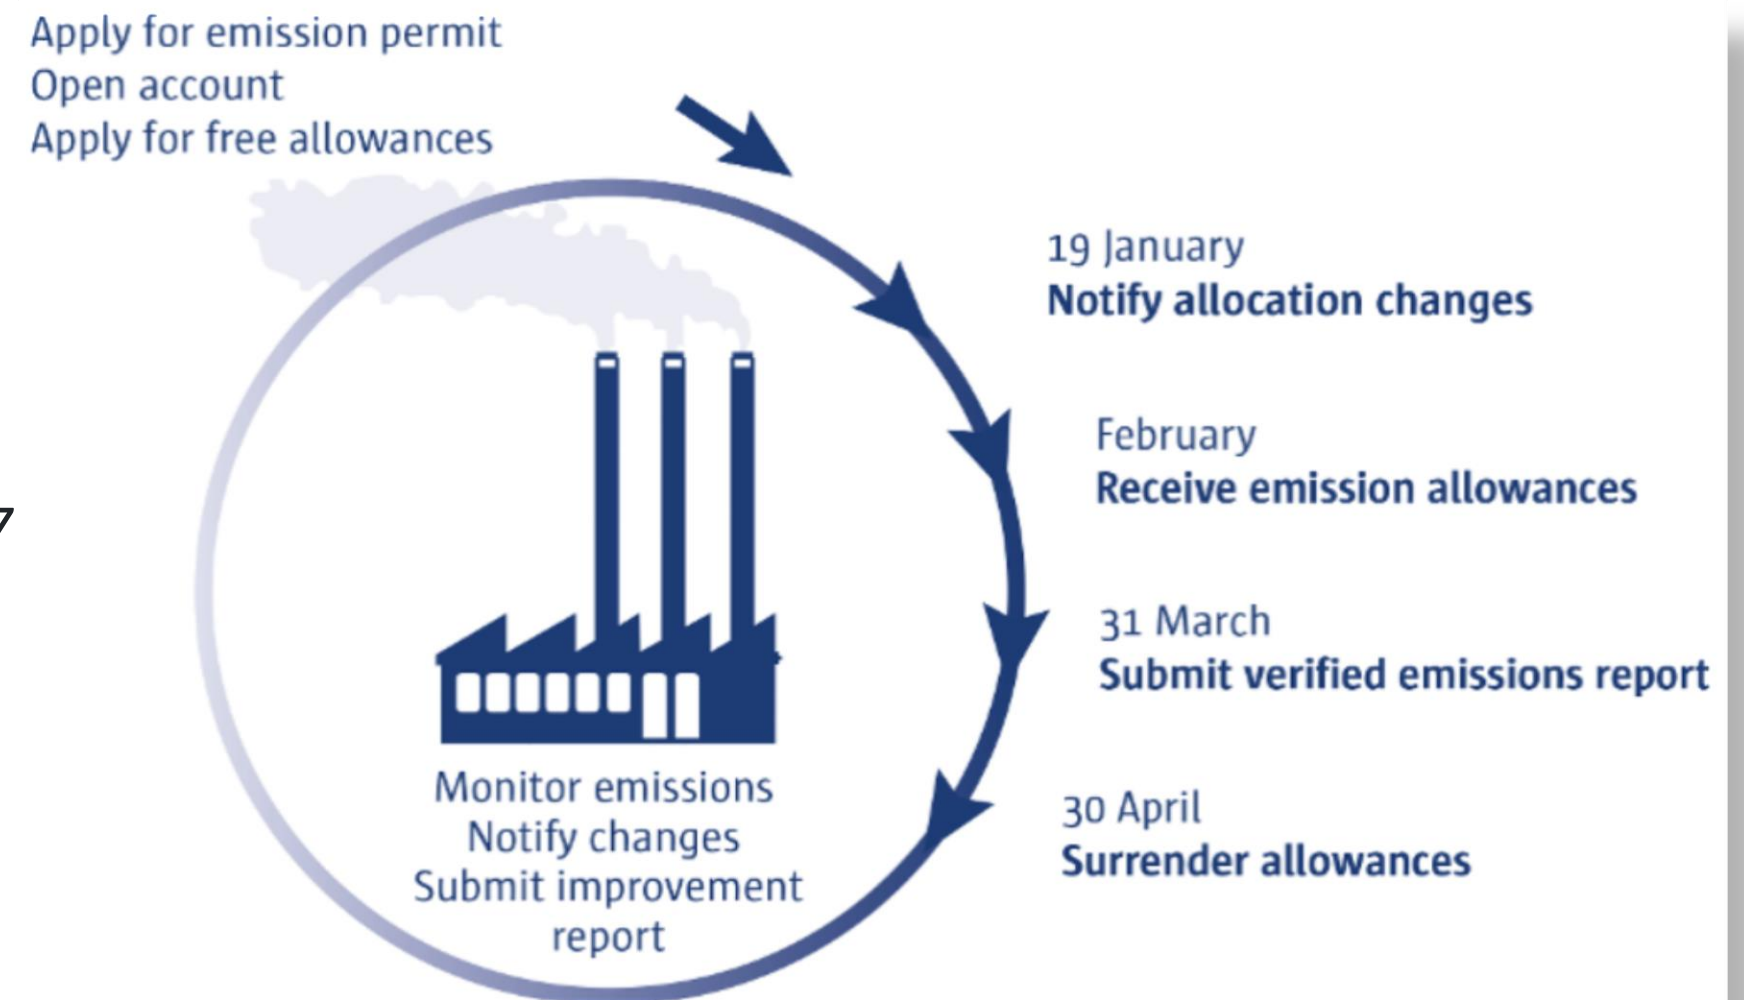 Apply for emission permit
Open account
Apply for free allowances
19 January
Notify allocation changes
February
Receive emission allowances
31 March
Submit verified emissions report
30 April
Surrender allowances
Monitor emissions
Notify changes
Submit improvement
report